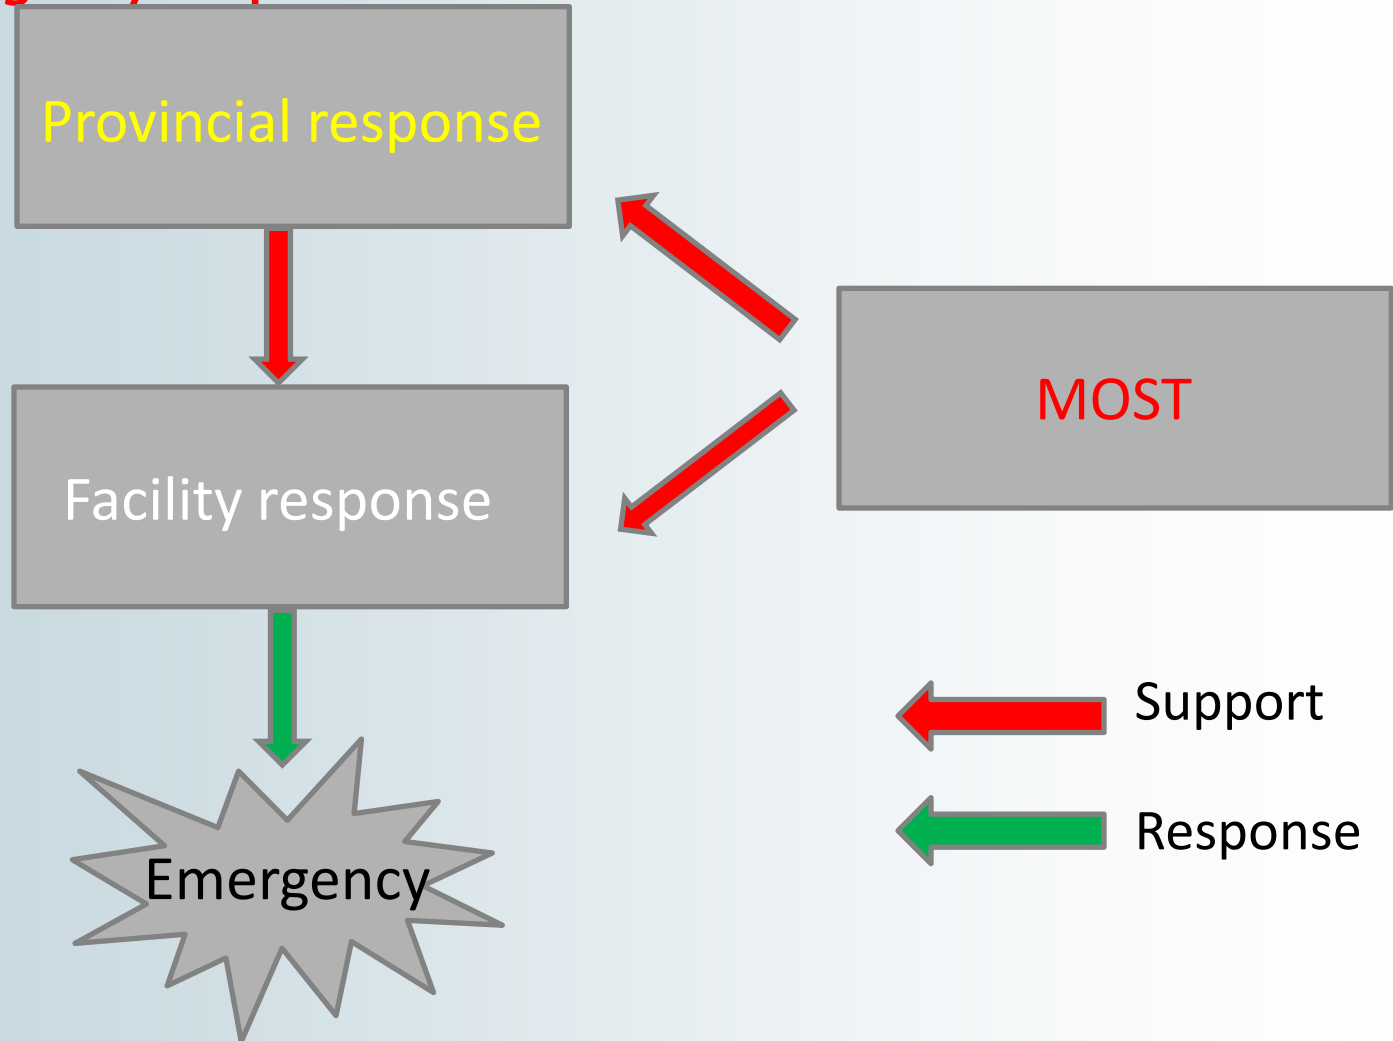 Provincial response
MOST
Facility response
Support
Response
Emergency